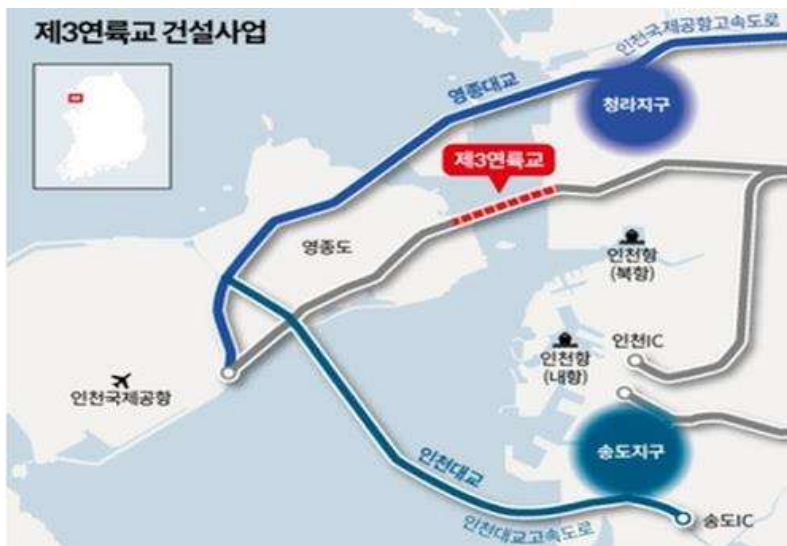 제3연륙교 건설사업
인천국제공항고속도로
영종대교
청라지구
제3연륙교
영종도
인천항
(북항)
인천IC
인천항
(내항)
인천국제공항
인천대교
송도지구
인천대교고속도로
송도IC